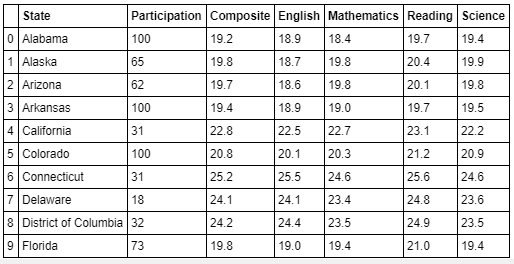 State Participation Composite English Mathematics Reading Science
0 Alabama 100 19.2 18.9 18.4 19.7 19.4
1 Alaska 65 19.8 18.7 19.8 20.4 19.9
2 Arizona 62 19.7 18.6 19.8 20.1 19.8
3 Arkansas 100 19.4 18.9 19.0 19.7 19.5
4 California 31 22.8 22.5 22.7 23.1 22.2
5 Colorado 100 20.8 20.1 20.3 21.2 20.9
6 Connecticut 31 25.2 25.5 24.6 25.6 24.6
7 Delaware 18 24.1 24.1 23.4 24.8 23.6
8 District of Columbia 32 24.2 24.4 23.5 24.9 23.5
9 Florida 73 19.8 19.0 19.4 21.0 19.4